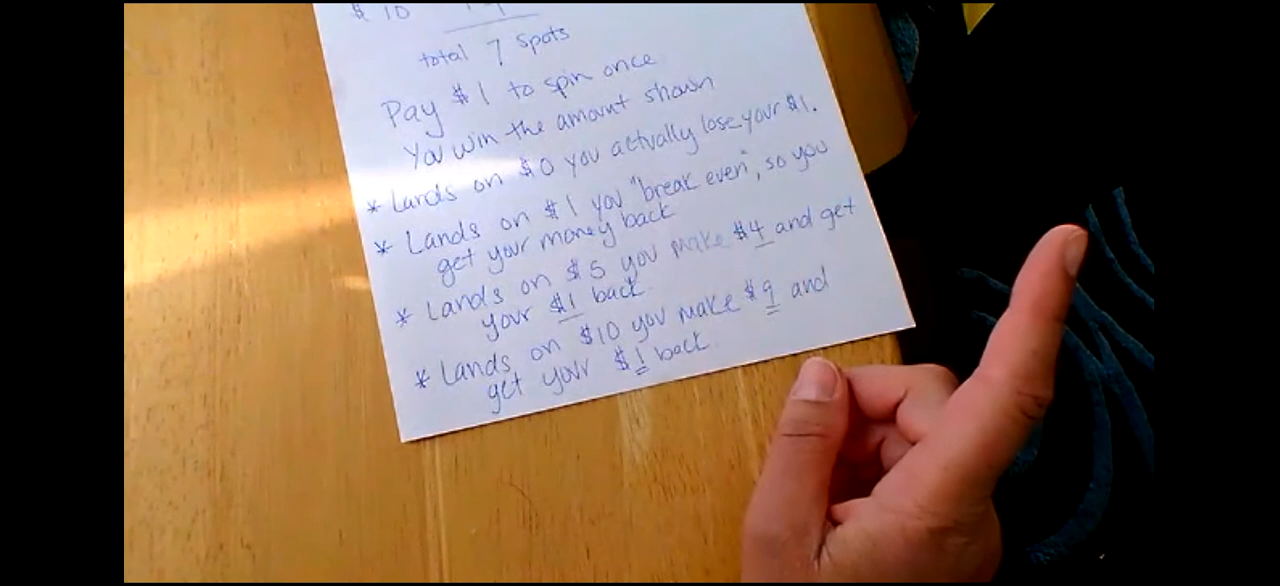 $ 10
total 7 spots
Pay $1 to spin once
You win the amount shown
* Lands on $0 you actually lose your $1.
* Lands on $1 you "break even", so you
get your money back
* Lands on $5 you make $4 and get
your $1 back.
* Lands on $10 you make $9 and
get your $1 back.